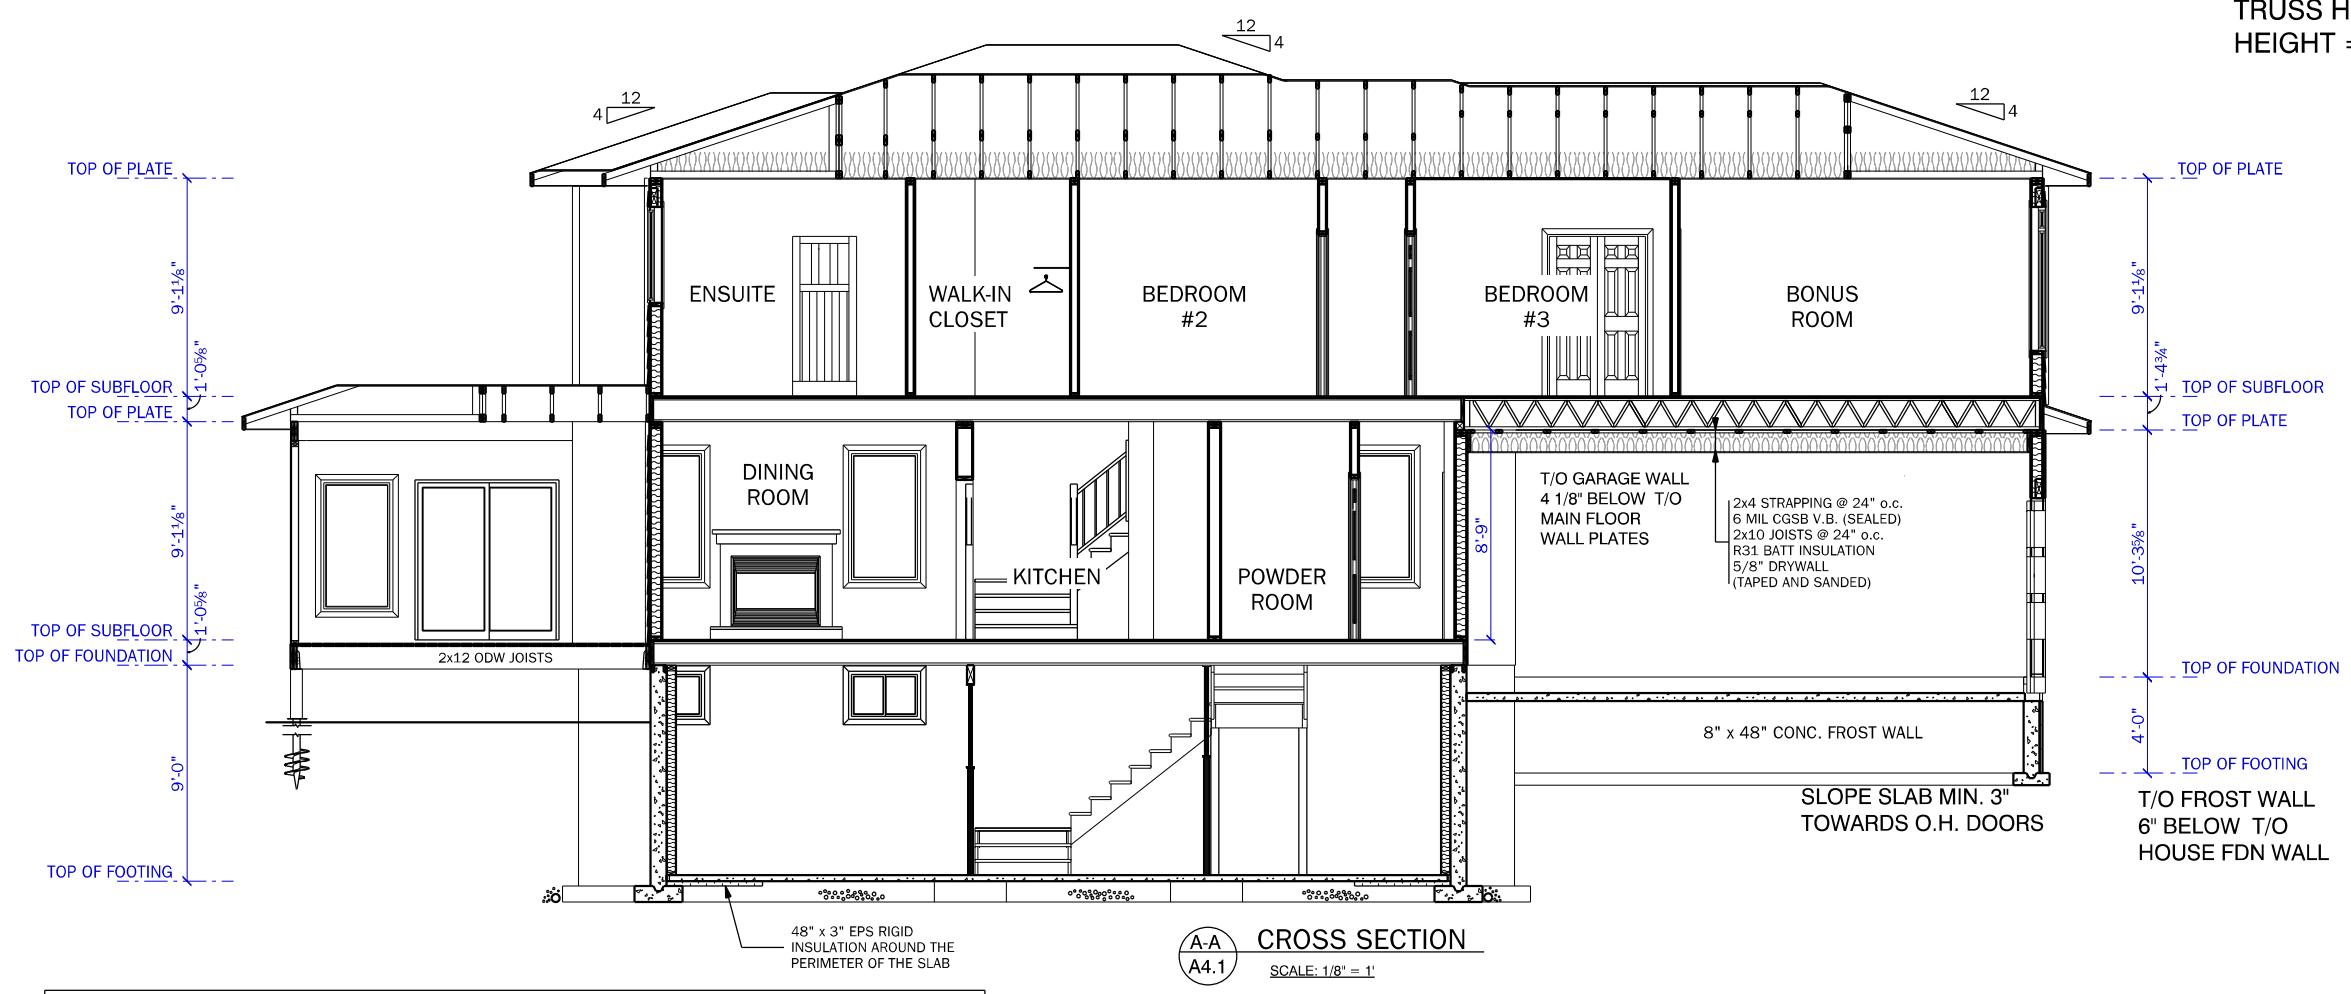 TRUSS H
HEIGHT =
12
4
12
4
12
4
TOP OF PLATE
TOP OF PLATE
9'-1⅛"
9'-1⅛"
ENSUITE
WALK-IN
CLOSET
BEDROOM
#2
BEDROOM
#3
BONUS
ROOM
1'-0⅝"
1'-4¾"
TOP OF SUBFLOOR
TOP OF PLATE
TOP OF SUBFLOOR
TOP OF PLATE
9'-1⅛"
DINING
ROOM
KITCHEN
POWDER
ROOM
8'-9"
T/O GARAGE WALL
4 1/8" BELOW T/O
MAIN FLOOR
WALL PLATES
2x4 STRAPPING @ 24" o.c.
6 MIL CGSB V.B. (SEALED)
2x10 JOISTS @ 24" o.c.
R31 BATT INSULATION
5/8" DRYWALL
(TAPED AND SANDED)
10'-3⅝"
1'-0⅝"
TOP OF SUBFLOOR
TOP OF FOUNDATION
2x12 ODW JOISTS
TOP OF FOUNDATION
9'-0"
8" x 48" CONC. FROST WALL
4'-0"
TOP OF FOOTING
SLOPE SLAB MIN. 3"
TOWARDS O.H. DOORS
T/O FROST WALL
6" BELOW T/O
HOUSE FDN WALL
TOP OF FOOTING
48" x 3" EPS RIGID
INSULATION AROUND THE
PERIMETER OF THE SLAB
A-A
A4.1
CROSS SECTION
SCALE: 1/8" = 1'